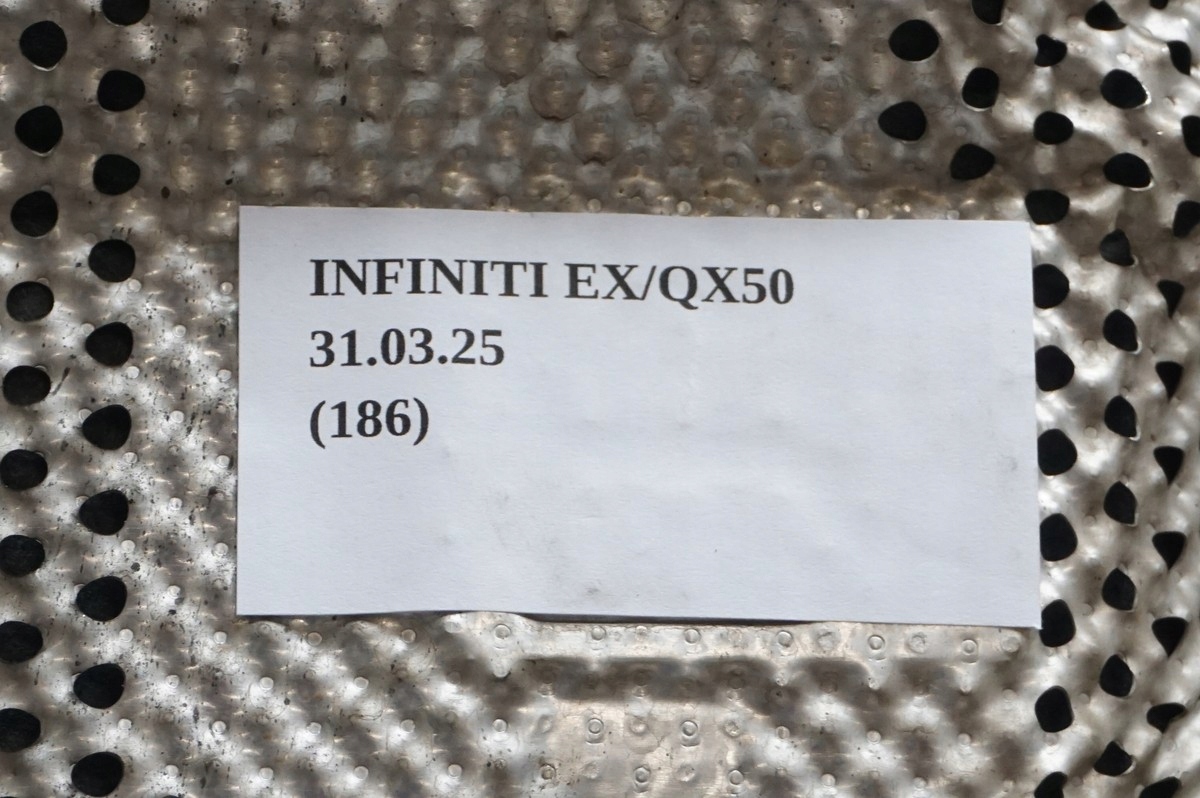 INFINITI EX/QX50
31.03.25
(186)